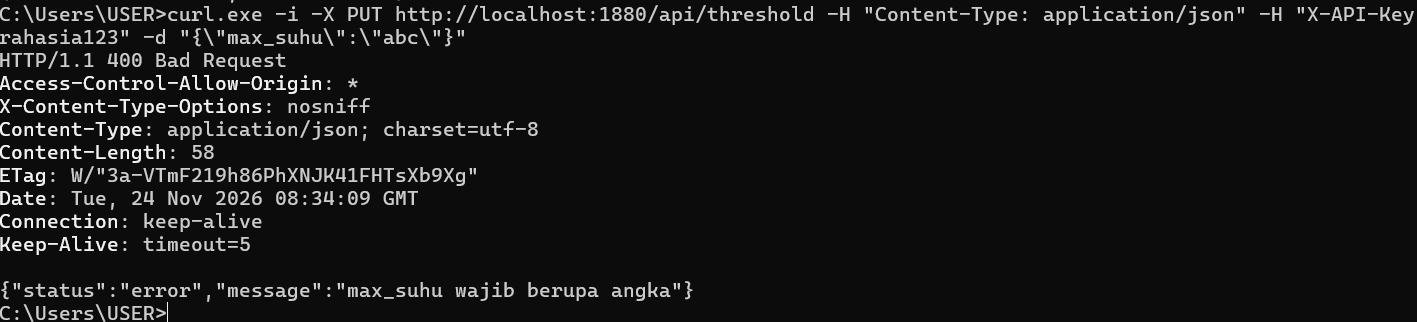 C:\Users\USER>curl.exe -i -X PUT http://localhost:1880/api/threshold -H "Content-Type: application/json" -H "X-API-Key
rahasia123" -d "{\"max_suhu\":\"abc\"}"
HTTP/1.1 400 Bad Request
Access-Control-Allow-Origin: *
X-Content-Type-Options: nosniff
Content-Type: application/json; charset=utf-8
Content-Length: 58
ETag: W/"3a-VTmF219h86PhXNJK41FHTsXb9Xg"
Date: Tue, 24 Nov 2026 08:34:09 GMT
Connection: keep-alive
Keep-Alive: timeout=5
{"status":"error","message":"max_suhu wajib berupa angka"}
C:\Users\USER>